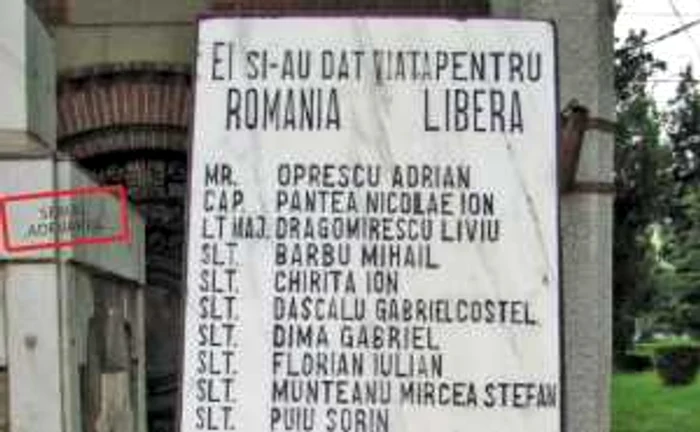 EI SI-AU DAT VIATA PENTRU
ROMANIA LIBERA
MR. OPRESCU ADRIAN
CAP. PANTEA NICOLAE ION
LT MAJ. DRAGOMIRESCU LIVIU
SLT. BARBU MIHAIL
SLT. CHIRITA ION
SLT. DASCALU GABRIEL COSTEL
SLT. DIMA GABRIEL
SLT. FLORIAN IULIAN
SLT. MUNTEANU MIRCEA STEFAN
SLT. PUIU SORIN